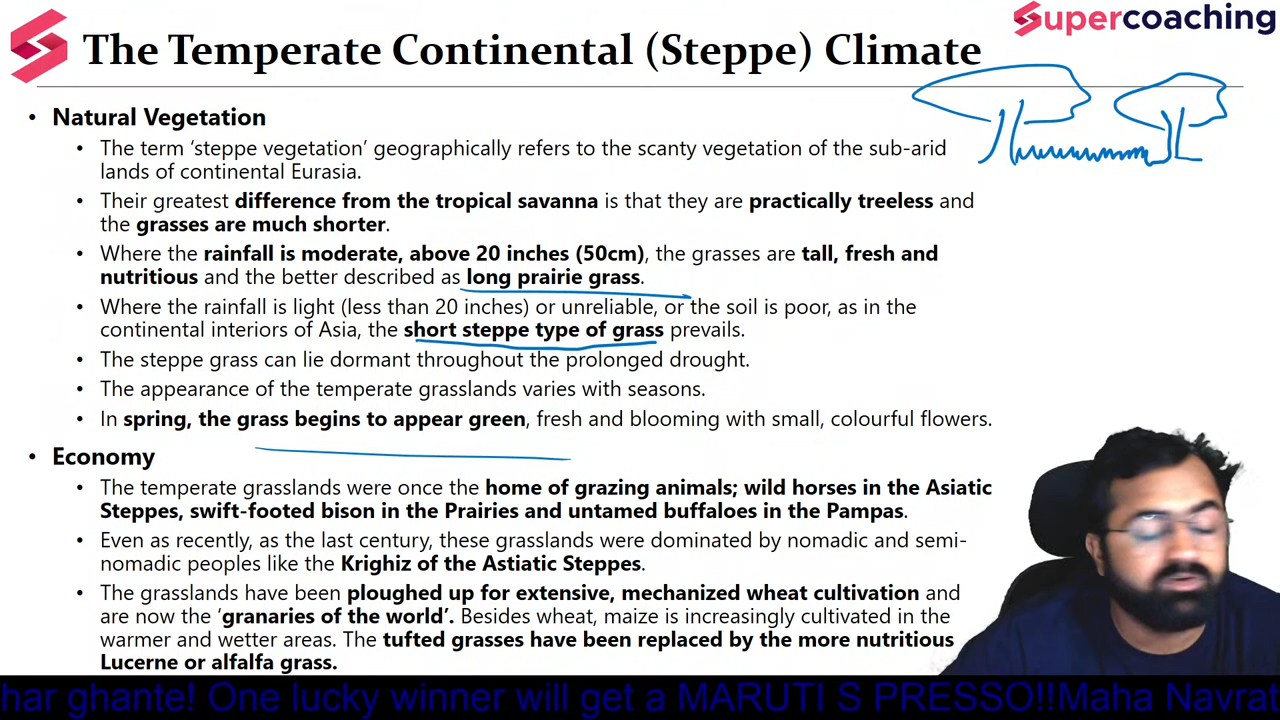 Supercoaching
The Temperate Continental (Steppe) Climate
• Natural Vegetation
• The term ‘steppe vegetation’ geographically refers to the scanty vegetation of the sub-arid
lands of continental Eurasia.
• Their greatest difference from the tropical savanna is that they are practically treeless and
the grasses are much shorter.
• Where the rainfall is moderate, above 20 inches (50cm), the grasses are tall, fresh and
nutritious and the better described as long prairie grass.
• Where the rainfall is light (less than 20 inches) or unreliable, or the soil is poor, as in the
continental interiors of Asia, the short steppe type of grass prevails.
• The steppe grass can lie dormant throughout the prolonged drought.
• The appearance of the temperate grasslands varies with seasons.
• In spring, the grass begins to appear green, fresh and blooming with small, colourful flowers.
• Economy
• The temperate grasslands were once the home of grazing animals; wild horses in the Asiatic
Steppes, swift-footed bison in the Prairies and untamed buffaloes in the Pampas.
• Even as recently, as the last century, these grasslands were dominated by nomadic and semi-
nomadic peoples like the Krighiz of the Astiatic Steppes.
• The grasslands have been ploughed up for extensive, mechanized wheat cultivation and
are now the ‘granaries of the world’. Besides wheat, maize is increasingly cultivated in the
warmer and wetter areas. The tufted grasses have been replaced by the more nutritious
Lucerne or alfalfa grass.
har ghante! One lucky winner will get a MARUTI S PRESSO!!Maha Navrat